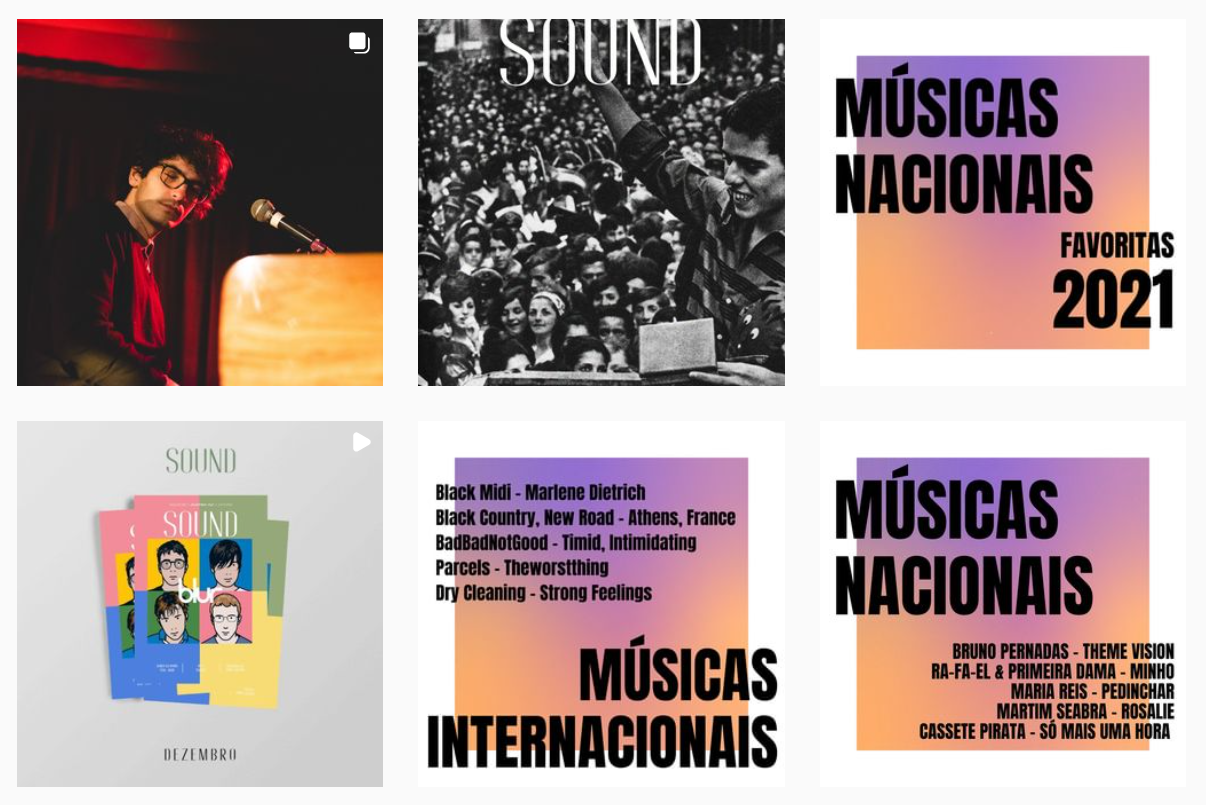 SOUND
MÚSICAS
NACIONAIS
FAVORITAS
2021
SOUND
SOUND
blur
DEZEMBRO
Black Midi - Marlene Dietrich
Black Country, New Road - Athens, France
BadBadNotGood - Timid, Intimidating
Parcels - Theworstthing
Dry Cleaning - Strong Feelings
MÚSICAS
INTERNACIONAIS
MÚSICAS
NACIONAIS
BRUNO PERNADAS - THEME VISION
RA-FA-EL & PRIMEIRA DAMA - MINHO
MARIA REIS - PEDINCHAR
MARTIM SEABRA - ROSALIE
CASSETE PIRATA - SÓ MAIS UMA HORA